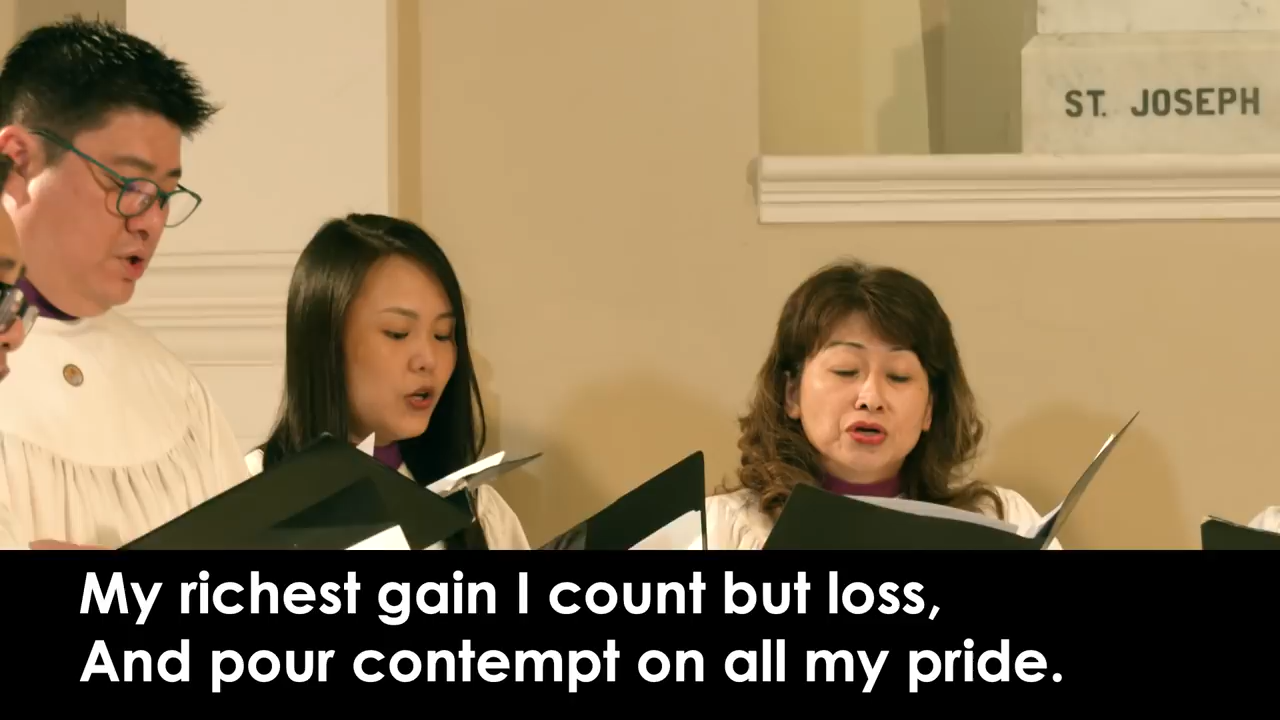 ST. JOSEPH
My richest gain I count but loss,
And pour contempt on all my pride.